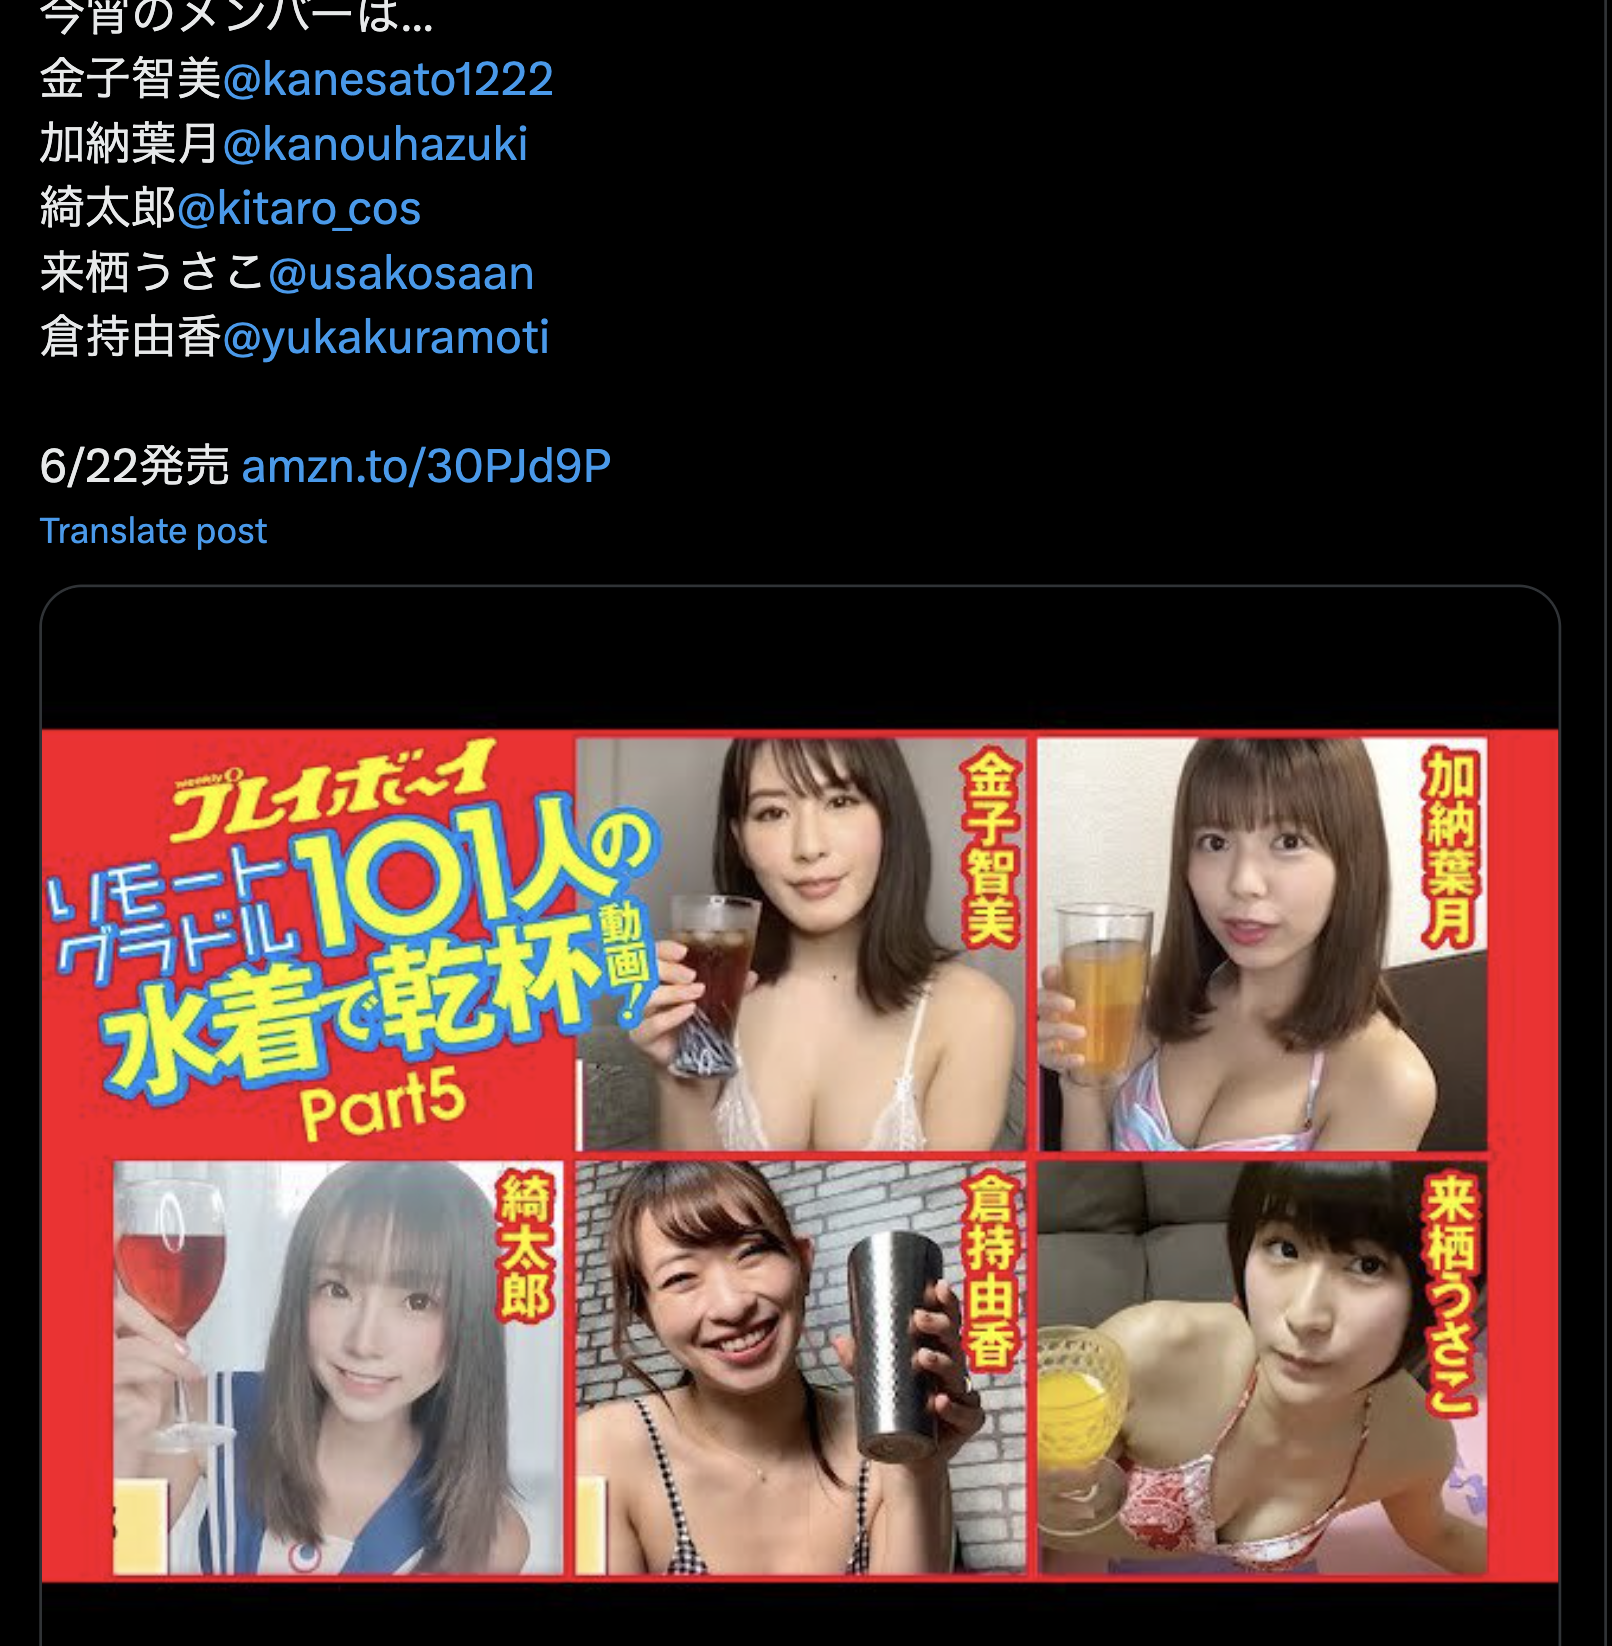 今宵のメンバーは…
金子智美@kanesato1222
加納葉月@kanouhazuki
綺太郎@kitaro_cos
来栖うさこ@usakosaan
倉持由香@yukakuramoti
6/22発売 amzn.to/30PJd9P
Translate post
weekly
プレイボーイ
リモート
グラドル
101人の
水着で乾杯
動画!
Part5
金子智美
加納葉月
綺太郎
倉持由香
来栖うさこ